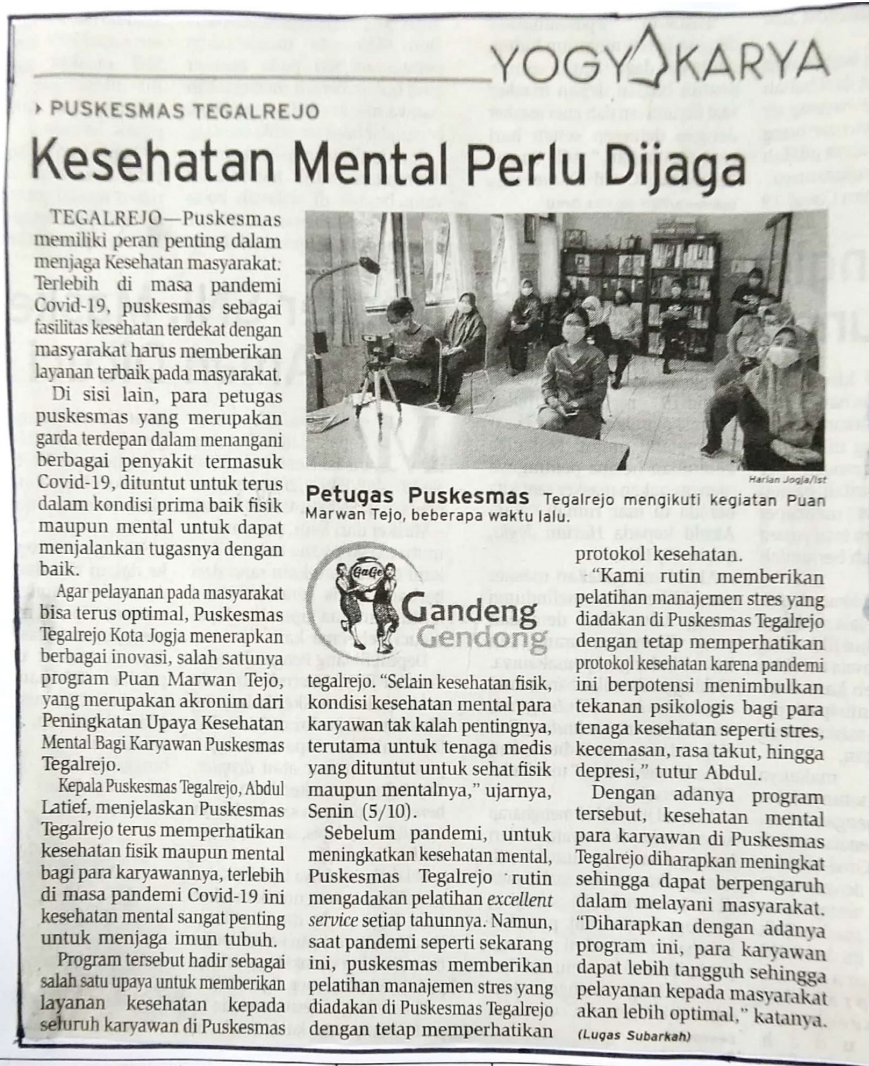 YOGYAKARYA
› PUSKESMAS TEGALREJO
Kesehatan Mental Perlu Dijaga
TEGALREJO—Puskesmas
memiliki peran penting dalam
menjaga Kesehatan masyarakat.
Terlebih di masa pandemi
Covid-19, puskesmas sebagai
fasilitas kesehatan terdekat dengan
masyarakat harus memberikan
layanan terbaik pada masyarakat.
Di sisi lain, para petugas
puskesmas yang merupakan
garda terdepan dalam menangani
berbagai penyakit termasuk
Covid-19, dituntut untuk terus
dalam kondisi prima baik fisik
maupun mental untuk dapat
menjalankan tugasnya dengan
baik.
Agar pelayanan pada masyarakat
bisa terus optimal, Puskesmas
Tegalrejo Kota Jogja menerapkan
berbagai inovasi, salah satunya
program Puan Marwan Tejo,
yang merupakan akronim dari
Peningkatan Upaya Kesehatan
Mental Bagi Karyawan Puskesmas
Tegalrejo.
Kepala Puskesmas Tegalrejo, Abdul
Latief, menjelaskan Puskesmas
Tegalrejo terus memperhatikan
kesehatan fisik maupun mental
bagi para karyawannya, terlebih
di masa pandemi Covid-19 ini
kesehatan mental sangat penting
untuk menjaga imun tubuh.
Program tersebut hadir sebagai
salah satu upaya untuk memberikan
layanan kesehatan kepada
seluruh karyawan di Puskesmas
Harian Jogja/Ist
Petugas Puskesmas Tegalrejo mengikuti kegiatan Puan
Marwan Tejo, beberapa waktu lalu.
GaGe
Gandeng
Gendong
tegalrejo. “Selain kesehatan fisik,
kondisi kesehatan mental para
karyawan tak kalah pentingnya,
terutama untuk tenaga medis
yang dituntut untuk sehat fisik
maupun mentalnya,” ujarnya,
Senin (5/10).
Sebelum pandemi, untuk
meningkatkan kesehatan mental,
Puskesmas Tegalrejo rutin
mengadakan pelatihan excellent
service setiap tahunnya. Namun,
saat pandemi seperti sekarang
ini, puskesmas memberikan
pelatihan manajemen stres yang
diadakan di Puskesmas Tegalrejo
dengan tetap memperhatikan
protokol kesehatan.
“Kami rutin memberikan
pelatihan manajemen stres yang
diadakan di Puskesmas Tegalrejo
dengan tetap memperhatikan
protokol kesehatan karena pandemi
ini berpotensi menimbulkan
tekanan psikologis bagi para
tenaga kesehatan seperti stres,
kecemasan, rasa takut, hingga
depresi,” tutur Abdul.
Dengan adanya program
tersebut, kesehatan mental
para karyawan di Puskesmas
Tegalrejo diharapkan meningkat
sehingga dapat berpengaruh
dalam melayani masyarakat.
“Diharapkan dengan adanya
program ini, para karyawan
dapat lebih tangguh sehingga
pelayanan kepada masyarakat
akan lebih optimal,” katanya.
(Lugas Subarkah)